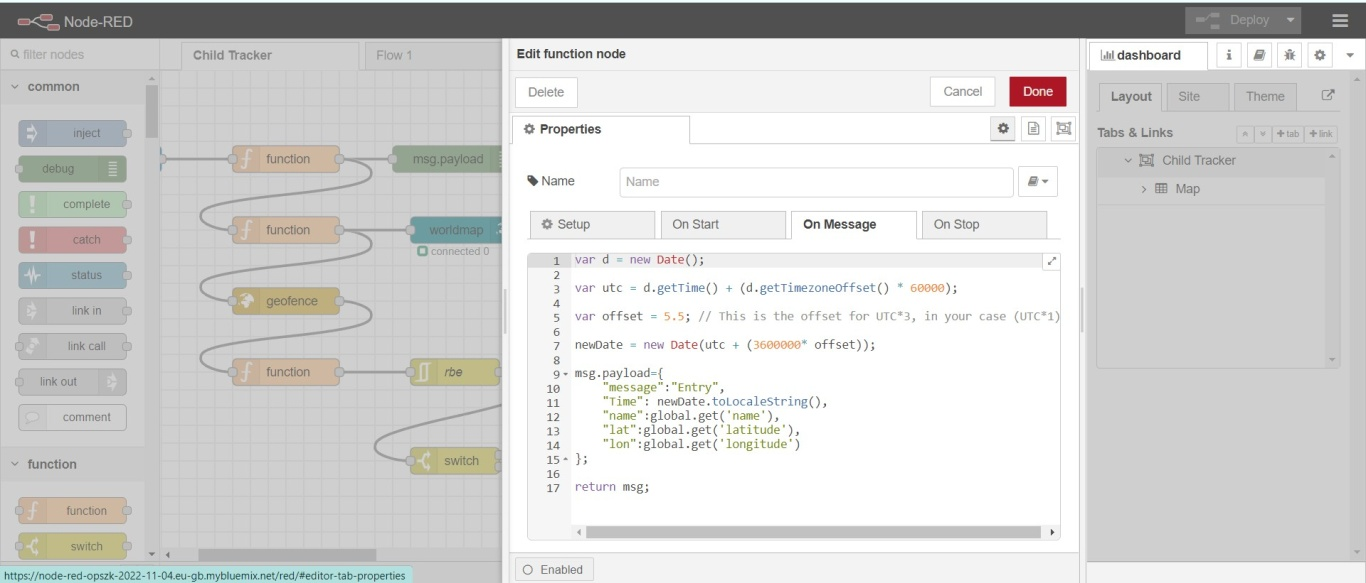 Node-RED
Deploy
filter nodes
Child Tracker
Flow 1
Edit function node
dashboard
i
common
Delete
Cancel
Done
Layout
Site
Theme
Properties
inject
Tabs & Links
tab
link
debug
function
msg.payload
Child Tracker
Name
Name
complete
Map
catch
function
worldmap
connected 0
Setup
On Start
On Message
On Stop
status
link in
geofence
link call
link out
function
rbe
comment
switch
function
function
switch
1 var d = new Date();
2
3 var utc = d.getTime() + (d.getTimezoneOffset() * 60000);
4
5 var offset = 5.5; // This is the offset for UTC*3, in your case (UTC*1)
6
7 newDate = new Date(utc + (3600000* offset));
8
9 msg.payload={
10 "message":"Entry",
11 "Time": newDate.toLocaleString(),
12 "name":global.get('name'),
13 "lat":global.get('latitude'),
14 "lon":global.get('longitude')
15 };
16
17 return msg;
Enabled
https://node-red-opszk-2022-11-04.eu-gb.mybluemix.net/red/#editor-tab-properties